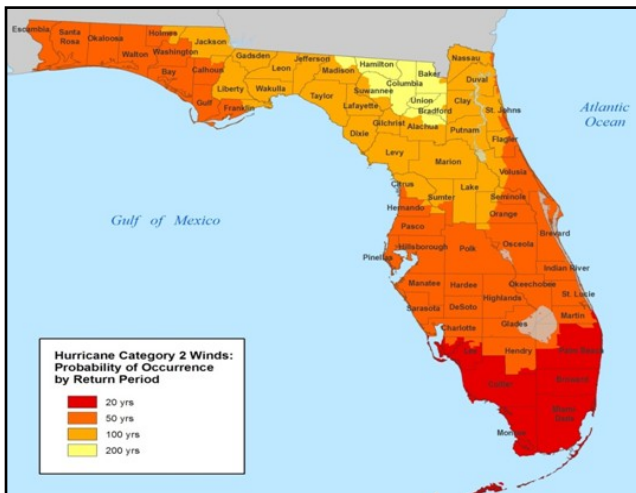 Escambia
Santa
Rosa
Okaloosa
Walton
Holmes
Washington
Jackson
Bay
Calhoun
Gulf
Gadsden
Liberty
Franklin
Leon
Wakulla
Jefferson
Madison
Taylor
Hamilton
Suwannee
Lafayette
Columbia
Baker
Union
Bradford
Nassau
Duval
Clay
St. Johns
Gilchrist
Alachua
Putnam
Flagler
Dixie
Levy
Marion
Volusia
Citrus
Lake
Sumter
Seminole
Hernando
Orange
Pasco
Brevard
Osceola
Hillsborough
Polk
Pinellas
Indian River
Manatee
Hardee
Okeechobee
Highlands
St. Lucie
Sarasota
DeSoto
Martin
Charlotte
Glades
Lee
Hendry
Palm Beach
Collier
Broward
Miami
Dade
Monroe
Atlantic
Ocean
Gulf of Mexico
Hurricane Category 2 Winds:
Probability of Occurrence
by Return Period
20 yrs
50 yrs
100 yrs
200 yrs